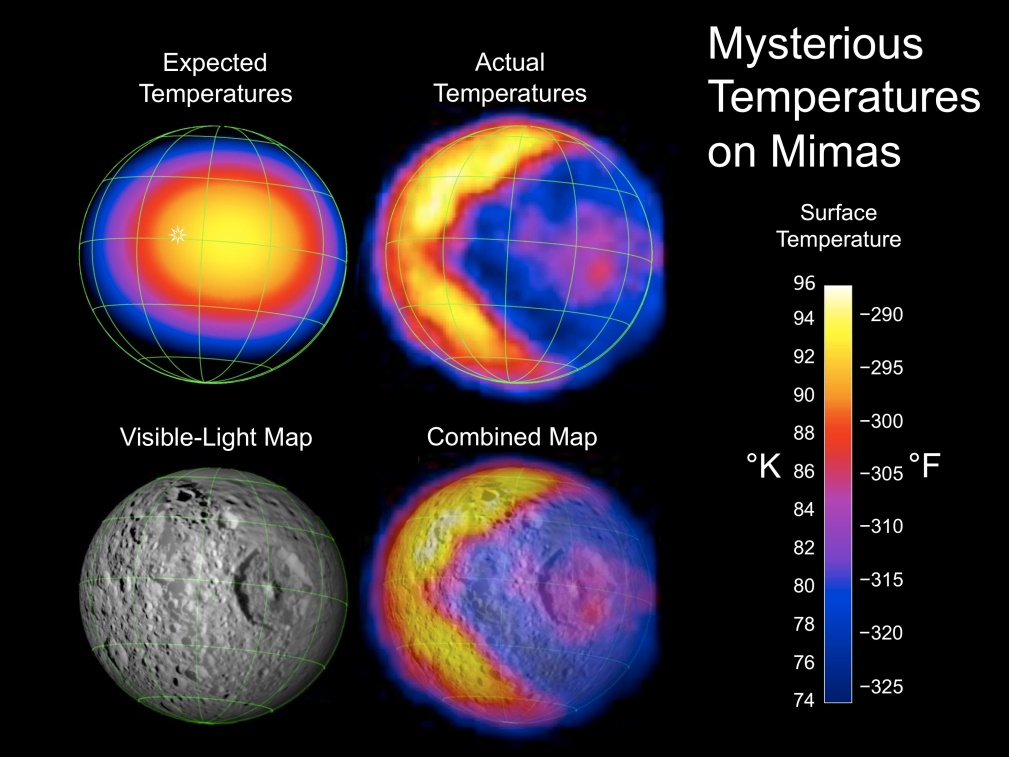 Mysterious
Temperatures
on Mimas
Expected
Temperatures
Actual
Temperatures
Visible-Light Map
Combined Map
Surface
Temperature
96
94
92
90
88
°K 86
84
82
80
78
76
74
−290
−295
−300
−305 °F
−310
−315
−320
−325